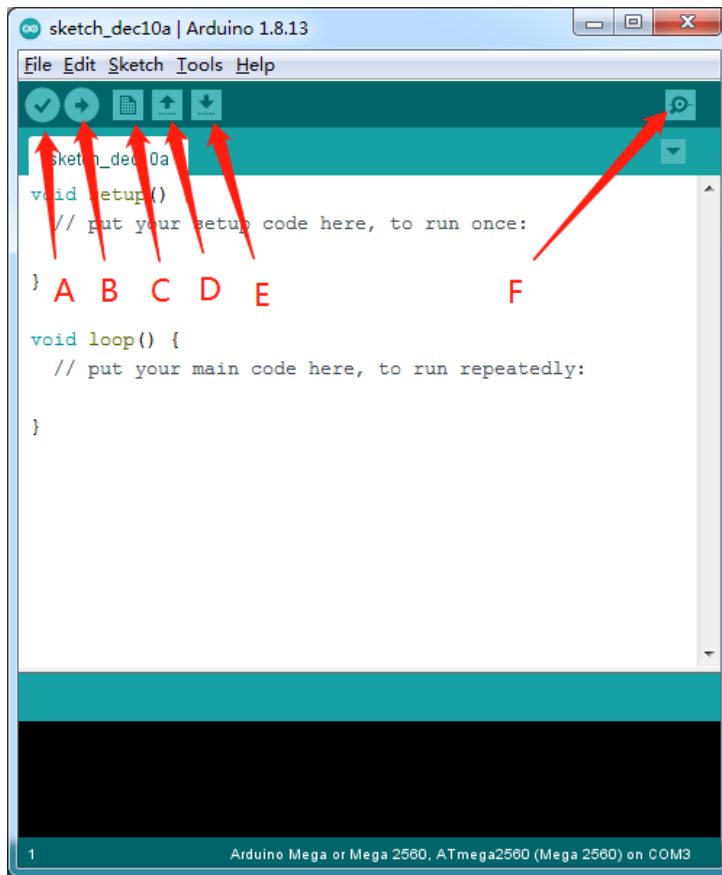 sketch_dec10a | Arduino 1.8.13
File Edit Sketch Tools Help
sketch_dec10a
void setup() {
// put your setup code here, to run once:
}
A B C D E F
void loop() {
// put your main code here, to run repeatedly:
}
1 Arduino Mega or Mega 2560, ATmega2560 (Mega 2560) on COM3